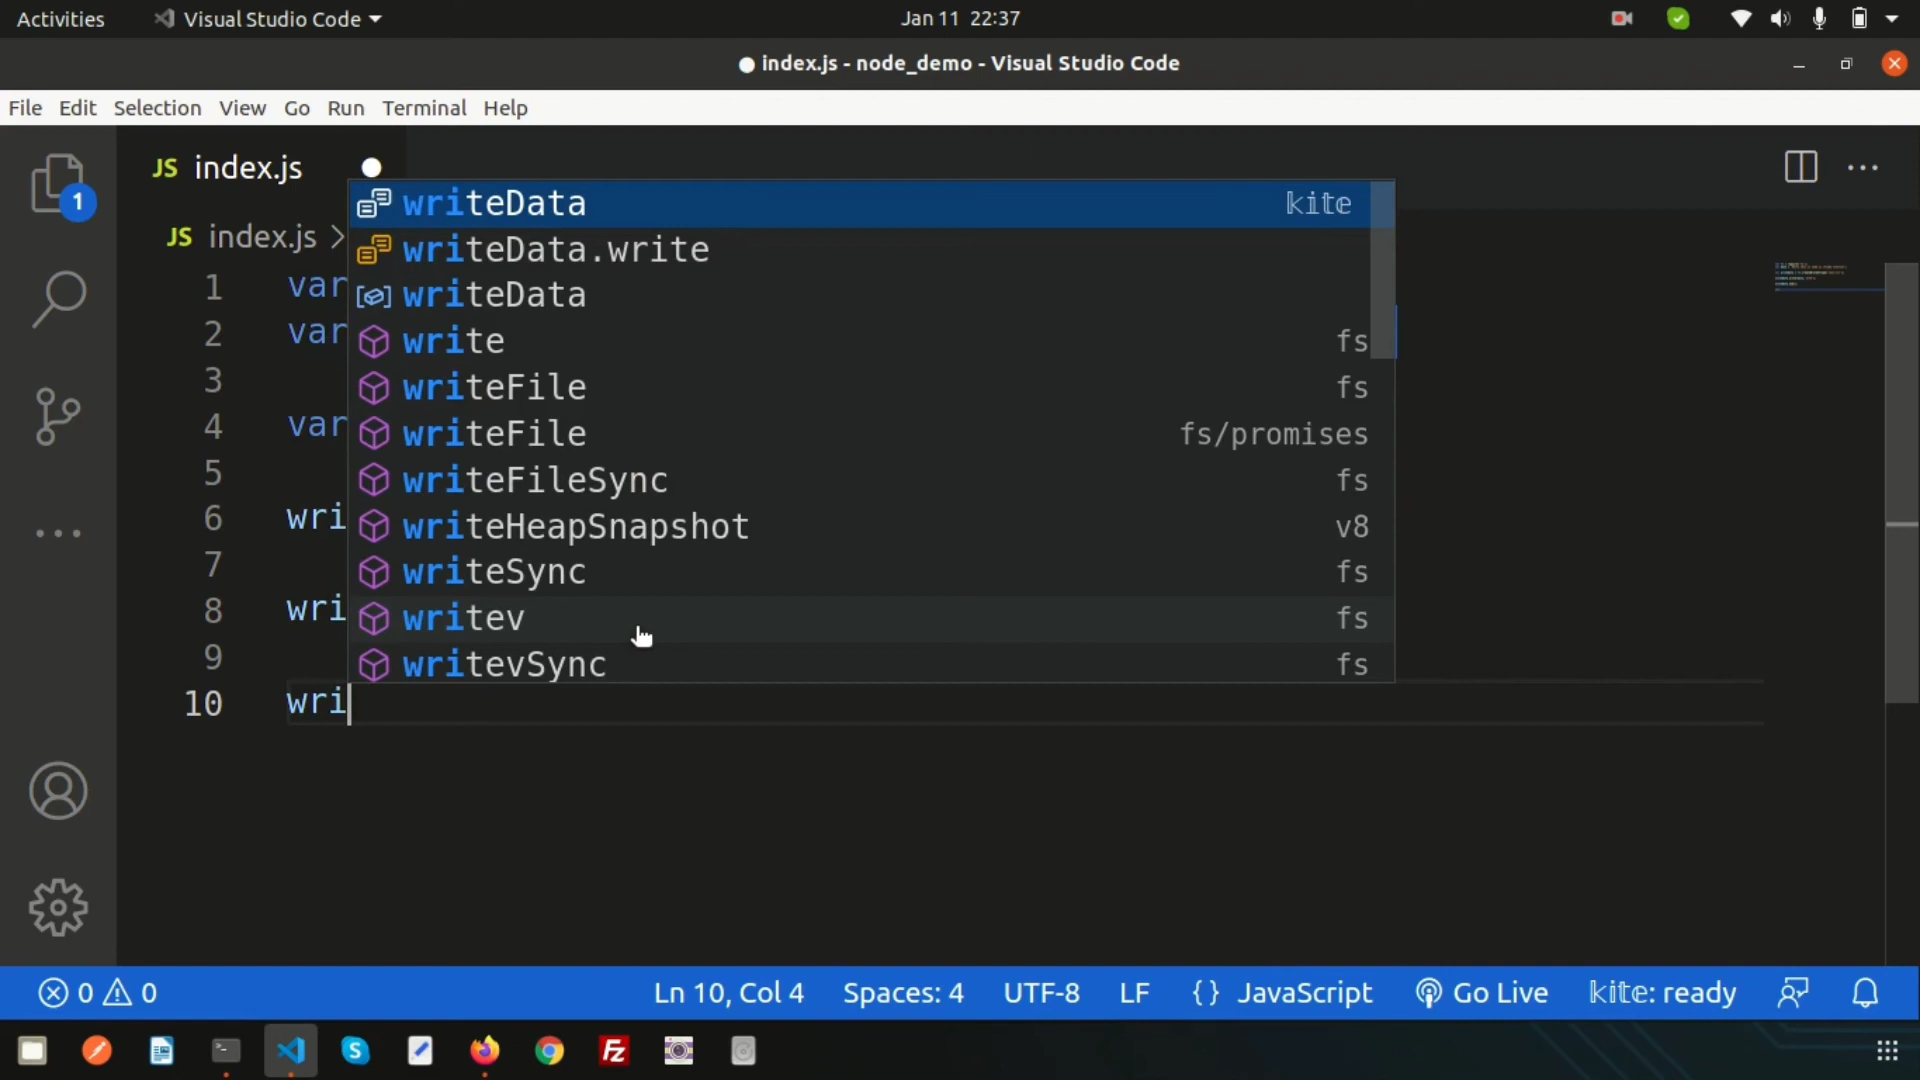 Activities Visual Studio Code Jan 11 22:37
index.js - node_demo - Visual Studio Code
File Edit Selection View Go Run Terminal Help
1 JS index.js
JS index.js >
writeData kite
writeData.write
writeData
write fs
writeFile fs
writeFile fs/promises
writeFileSync fs
writeHeapSnapshot v8
writeSync fs
writev fs
writevSync fs
1 var
2 var
3
4 var
5
6 wri
7
8 wri
9
10 wri
0 0 Ln 10, Col 4 Spaces: 4 UTF-8 LF {} JavaScript Go Live kite: ready